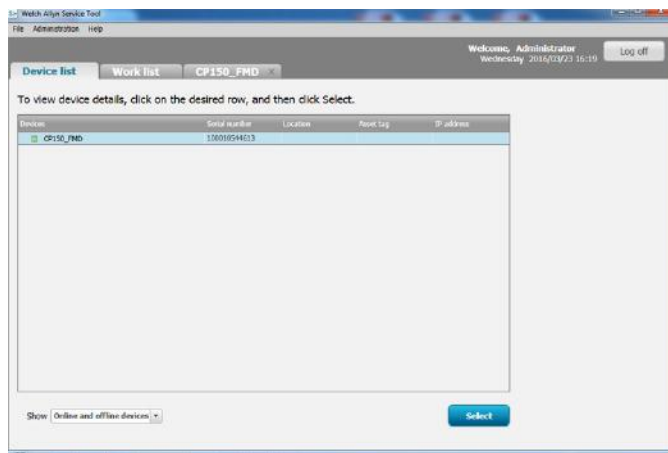 Welch Allyn Service Tool
File Administration Help
Welcome, Administrator
Wednesday 2016/03/23 16:19
Log off
Device list Work list CP150_FMD ×
To view device details, click on the desired row, and then click Select.
Devices Serial number Location Asset tag IP address
CP150_FMD
Show Online and offline devices
Select